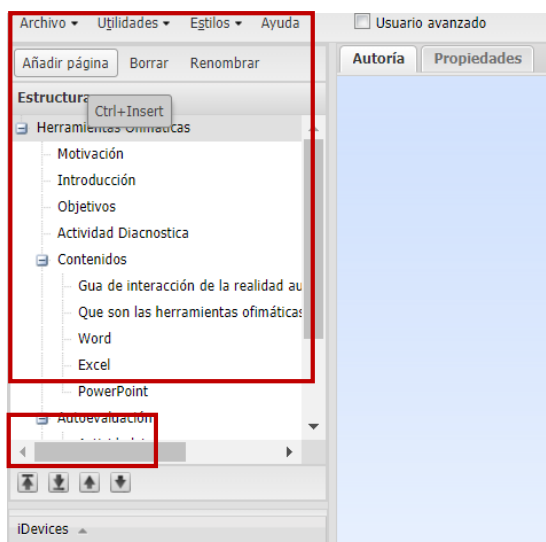 Archivo Utilidades Estilos Ayuda Usuario avanzado
Añadir página Borrar Renombrar Autoría Propiedades
Estructura
Ctrl+Insert
Herramientas Ofimáticas
Motivación
Introducción
Objetivos
Actividad Diacnostica
Contenidos
Gua de interacción de la realidad au
Que son las herramientas ofimáticas
Word
Excel
PowerPoint
Autoevaluación
iDevices